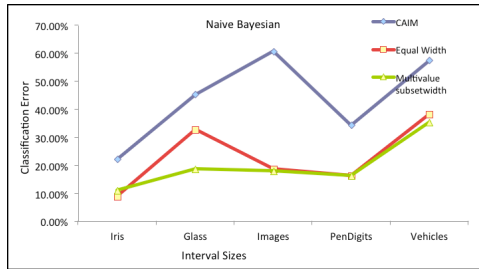 Naive Bayesian
70.00%
60.00%
50.00%
40.00%
30.00%
20.00%
10.00%
0.00%
Classification Error
CAIM
Equal Width
Multivalue
subsetwidth
Iris
Glass
Images
PenDigits
Vehicles
Interval Sizes